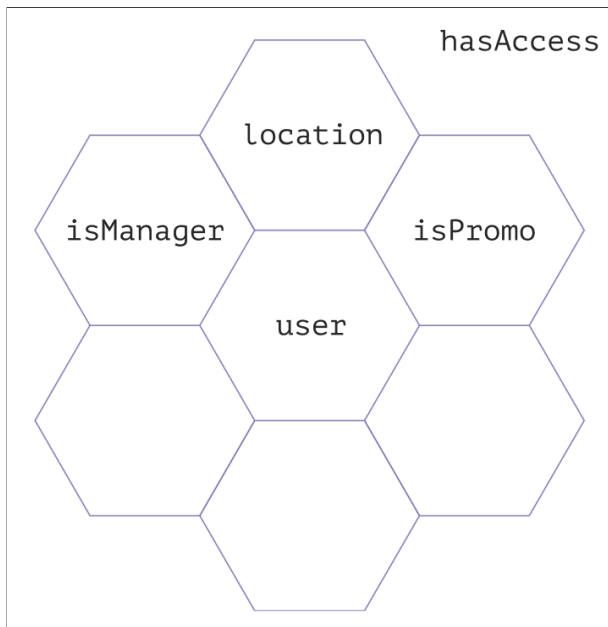 hasAccess
location
isManager
isPromo
user